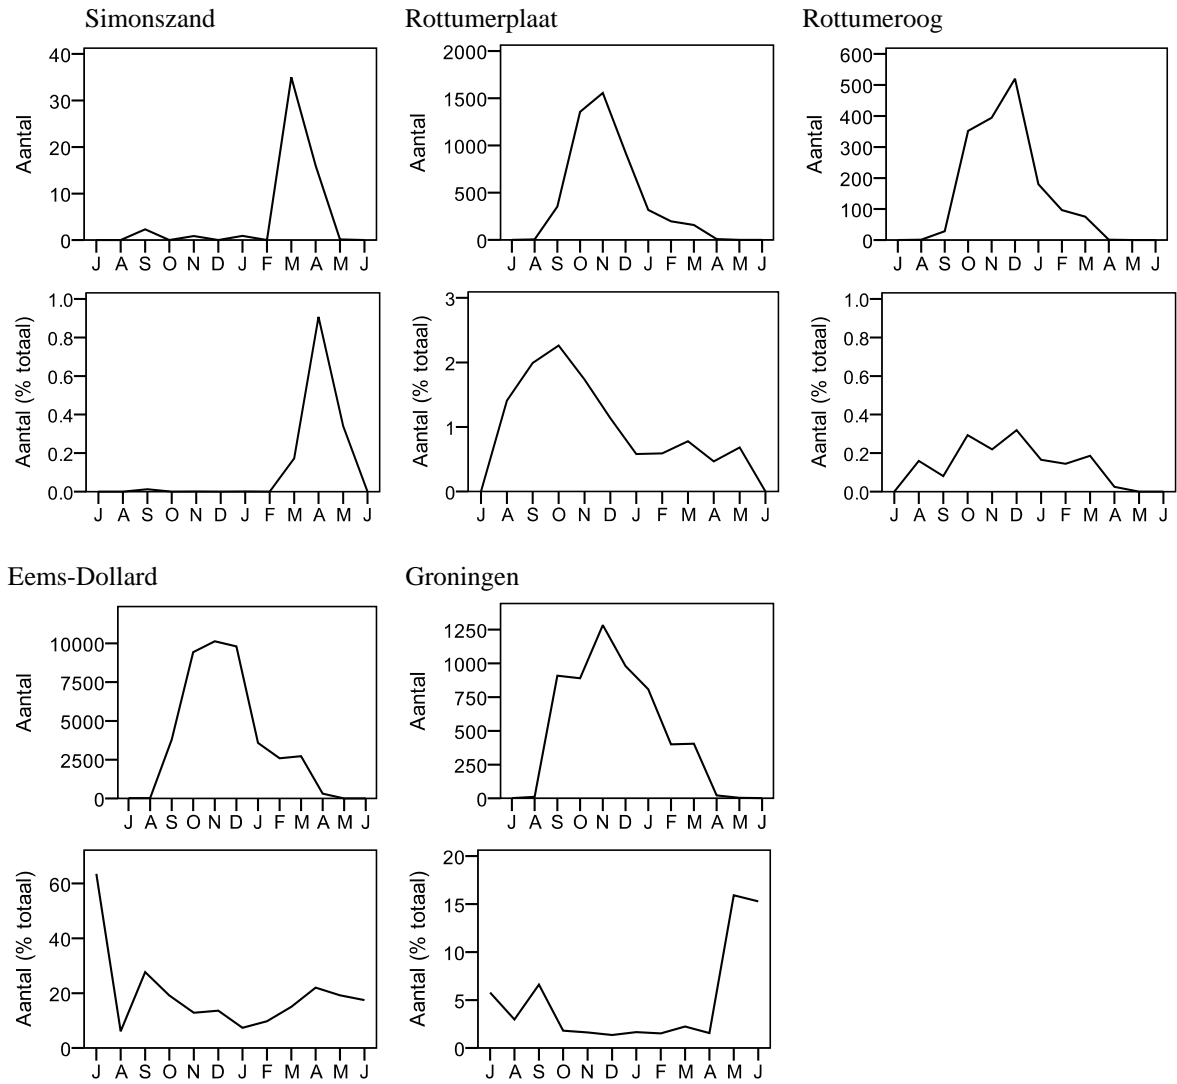 Simonszand Rottumerplaat Rottumeroog
40
30
20
10
0
Aantal
J A S O N D J F M A M J
2000
1500
1000
500
0
Aantal
J A S O N D J F M A M J
600
500
400
300
200
100
0
Aantal
J A S O N D J F M A M J
1.0
0.8
0.6
0.4
0.2
0.0
Aantal (% totaal)
J A S O N D J F M A M J
3
2
1
0
Aantal (% totaal)
J A S O N D J F M A M J
1.0
0.8
0.6
0.4
0.2
0.0
Aantal (% totaal)
J A S O N D J F M A M J
Eems-Dollard Groningen
10000
7500
5000
2500
0
Aantal
J A S O N D J F M A M J
1250
1000
750
500
250
0
Aantal
J A S O N D J F M A M J
60
40
20
0
Aantal (% totaal)
J A S O N D J F M A M J
20
15
10
5
0
Aantal (% totaal)
J A S O N D J F M A M J